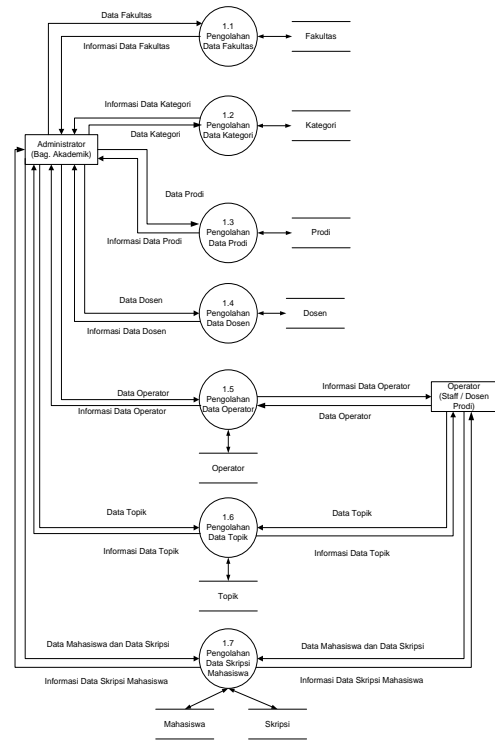 Data Fakultas
Informasi Data Fakultas
1.1
Pengolahan
Data Fakultas
Fakultas
Informasi Data Kategori
Data Kategori
1.2
Pengolahan
Data Kategori
Kategori
Administrator
(Bag. Akademik)
Data Prodi
Informasi Data Prodi
1.3
Pengolahan
Data Prodi
Prodi
Data Dosen
Informasi Data Dosen
1.4
Pengolahan
Data Dosen
Dosen
Data Operator
Informasi Data Operator
1.5
Pengolahan
Data Operator
Informasi Data Operator
Data Operator
Operator
(Staff / Dosen
Prodi)
Operator
Data Topik
Informasi Data Topik
1.6
Pengolahan
Data Topik
Data Topik
Informasi Data Topik
Topik
Data Mahasiswa dan Data Skripsi
Informasi Data Skripsi Mahasiswa
1.7
Pengolahan
Data Skripsi
Mahasiswa
Data Mahasiswa dan Data Skripsi
Informasi Data Skripsi Mahasiswa
Mahasiswa
Skripsi